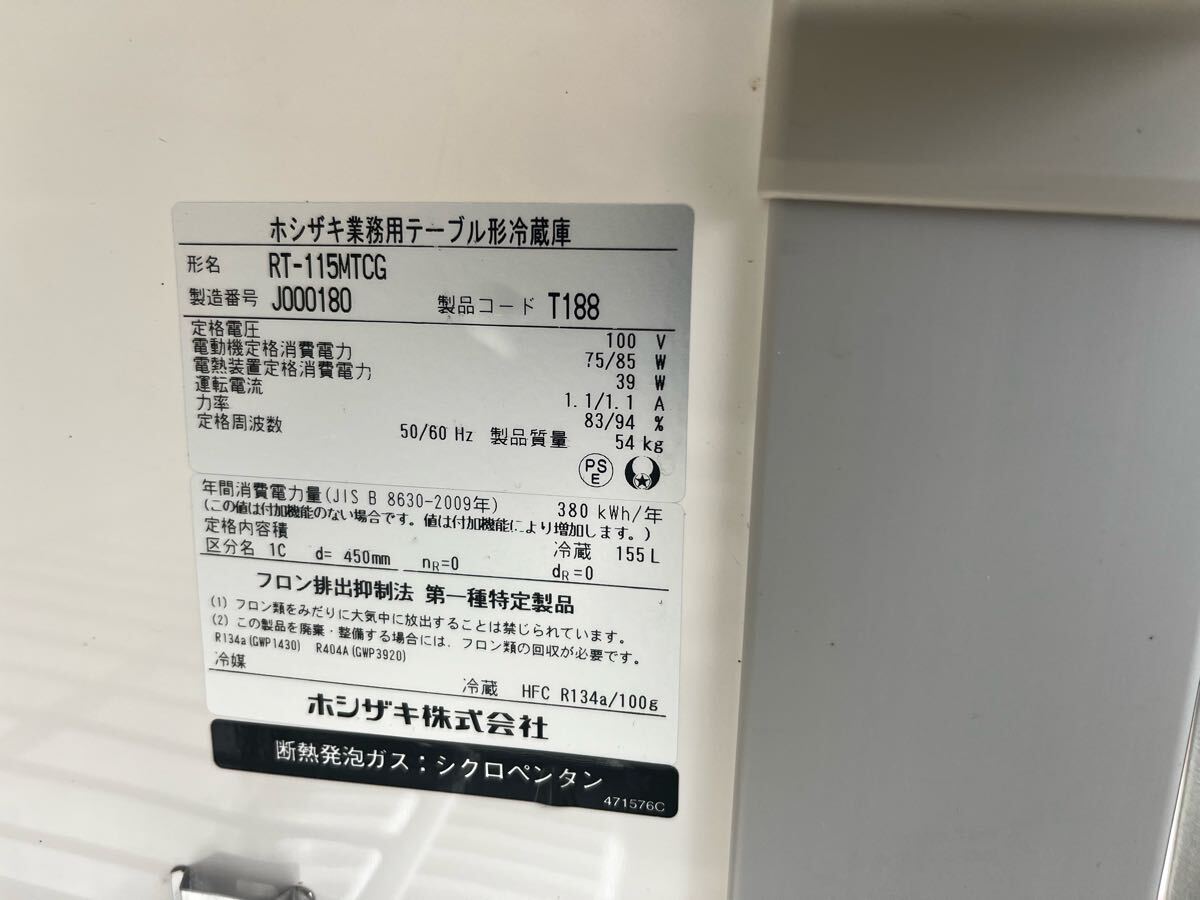 ホシザキ業務用テーブル形冷蔵庫
形名 RT-115MTCG
製造番号 J000180 製品コード T188
定格電圧 100 V
電動機定格消費電力 75/85 W
電熱装置定格消費電力 39 W
運転電流 1.1/1.1 A
力率 83/94 %
定格周波数 50/60 Hz 製品質量 54 kg
PS
E
年間消費電力量(JIS B 8630-2009年) 380 kWh/年
(この値は付加機能のない場合です。値は付加機能により増加します。)
定格内容積 冷蔵 155 L
区分名 1C d= 450mm nR=0 dR=0
フロン排出抑制法 第一種特定製品
(1) フロン類をみだりに大気中に放出することは禁じられています。
(2) この製品を廃棄・整備する場合には、フロン類の回収が必要です。
R134a(GWP1430) R404A(GWP3920)
冷媒
冷蔵 HFC R134a/100g
ホシザキ株式会社
断熱発泡ガス：シクロペンタン
471576C